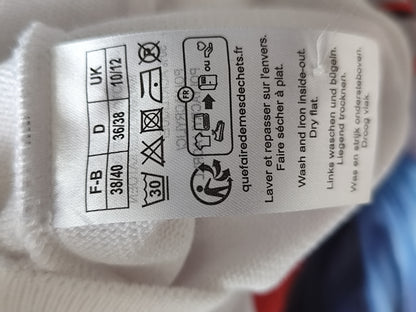 F-B D UK
38/40 36/38 10/12
30
FR
ou
quefairedemesdechets.fr
Laver et repasser sur l'envers.
Faire sécher à plat.
Wash and iron inside-out.
Dry flat.
Links waschen und bügeln.
Liegend trocknen.
Was en strijk ondersteboven.
Droog vlak.